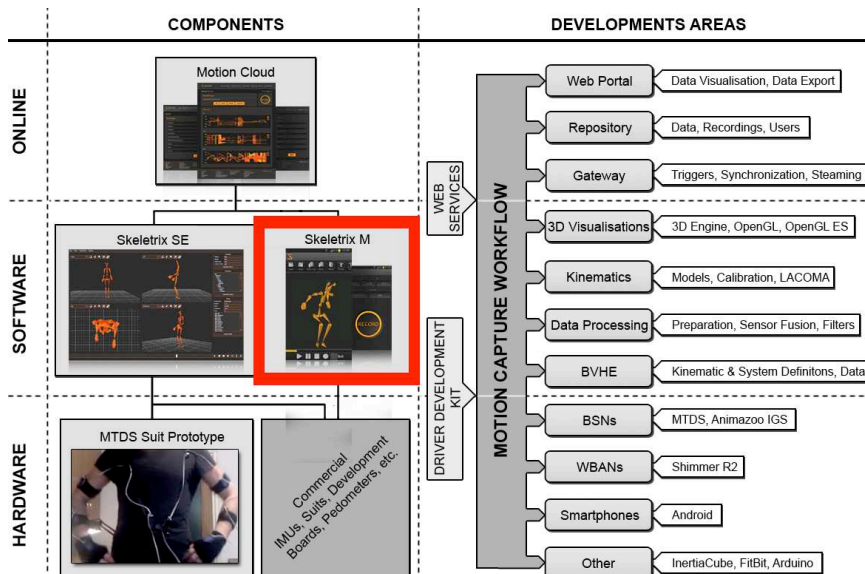 COMPONENTS
DEVELOPMENTS AREAS
ONLINE
Motion Cloud
WEB SERVICES
Web Portal
Data Visualisation, Data Export
Repository
Data, Recordings, Users
Gateway
Triggers, Synchronization, Steaming
SOFTWARE
Skeletrix SE
Skeletrix M
RECORD
MOTION CAPTURE WORKFLOW
3D Visualisations
3D Engine, OpenGL, OpenGL ES
Kinematics
Models, Calibration, LACOMA
Data Processing
Preparation, Sensor Fusion, Filters
BVHE
Kinematic & System Definitons, Data
DRIVER DEVELOPMENT
KIT
HARDWARE
MTDS Suit Prototype
Commercial
IMUs, Suits, Development
Boards, Pedometers, etc.
BSNs
MTDS, Animazoo IGS
WBANs
Shimmer R2
Smartphones
Android
Other
InertiaCube, FitBit, Arduino